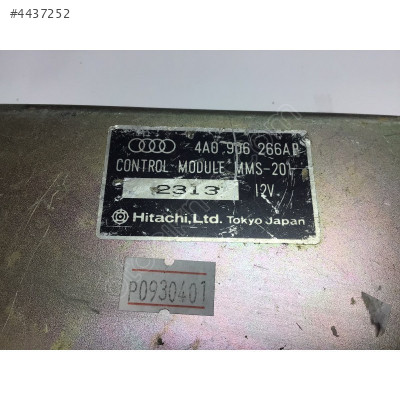 #4437252
4A0 906 266AP
CONTROL MODULE MMS-201
2313 12V
Hitachi, Ltd. Tokyo Japan
P0930401